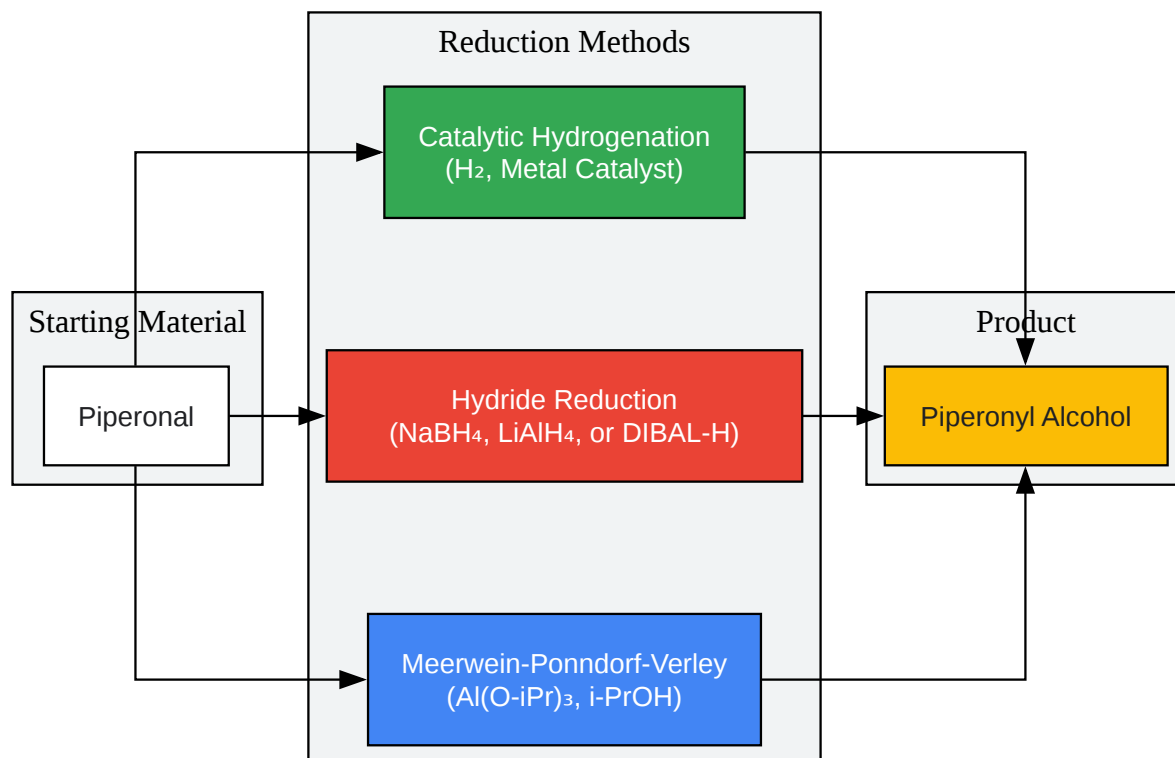 Reduction Methods
Catalytic Hydrogenation
(H₂, Metal Catalyst)
Starting Material
Piperonal
Hydride Reduction
(NaBH₄, LiAlH₄, or DIBAL-H)
Product
Piperonyl Alcohol
Meerwein-Ponndorf-Verley
(Al(O-iPr)₃, i-PrOH)